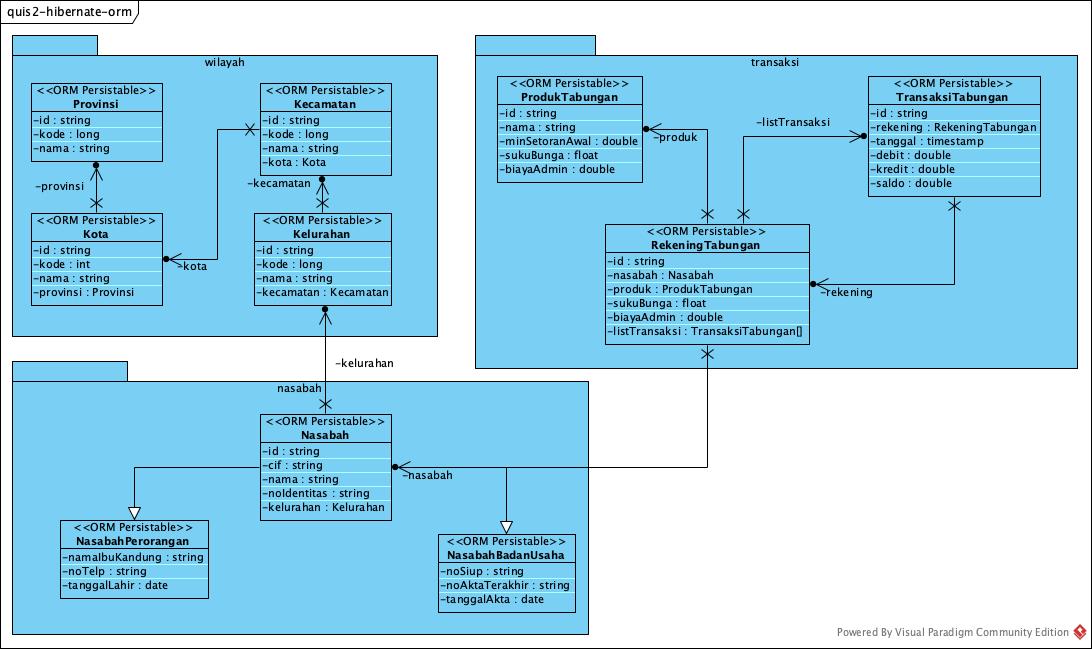 quis2-hibernate-orm
wilayah
<<ORM Persistable>>
Provinsi
-id : string
-kode : long
-nama : string
<<ORM Persistable>>
Kecamatan
-id : string
-kode : long
-nama : string
-kota : Kota
-provinsi
-kecamatan
<<ORM Persistable>>
Kota
-id : string
-kode : int
-nama : string
-provinsi : Provinsi
-kota
<<ORM Persistable>>
Kelurahan
-id : string
-kode : long
-nama : string
-kecamatan : Kecamatan
-kelurahan
transaksi
<<ORM Persistable>>
ProdukTabungan
-id : string
-nama : string
-minSetoranAwal : double
-sukuBunga : float
-biayaAdmin : double
-produk
-listTransaksi
<<ORM Persistable>>
TransaksiTabungan
-id : string
-rekening : RekeningTabungan
-tanggal : timestamp
-debit : double
-kredit : double
-saldo : double
<<ORM Persistable>>
RekeningTabungan
-id : string
-nasabah : Nasabah
-produk : ProdukTabungan
-sukuBunga : float
-biayaAdmin : double
-listTransaksi : TransaksiTabungan[]
-rekening
nasabah
<<ORM Persistable>>
Nasabah
-id : string
-cif : string
-nama : string
-noIdentitas : string
-kelurahan : Kelurahan
-nasabah
<<ORM Persistable>>
NasabahPerorangan
-namaIbuKandung : string
-noTelp : string
-tanggalLahir : date
<<ORM Persistable>>
NasabahBadanUsaha
-noSiup : string
-noAktaTerakhir : string
-tanggalAkta : date
Powered By Visual Paradigm Community Edition